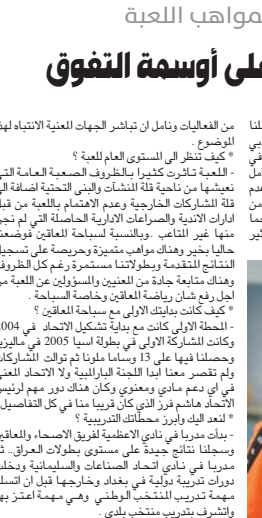 مواهب اللعبة
على أوسمة التفوق
من الفعاليات ونامل ان تباشر الجهات المعنية الانتباه لهذا
الموضوع .
* كيف تنظر الى المستوى العام للعبة ؟
- اللعبة تاثرت كثيرا بالظروف الصعبة العامة التي
نعيشها من ناحية قلة المنشآت والبنى التحتية اضافة الى
قلة المشاركات الخارجية وعدم الاهتمام باللعبة من قبل
ادارات الاندية والصراعات الادارية الحاصلة التي لم نجن
منها غير المتاعب .وبالنسبة لسباحة المعاقين فوضعنا
حاليا بخير وهناك مواهب متميزة وحريصة على تسجيل
النتائج المتقدمة وبطولاتنا مستمرة رغم كل الظروف
وهناك متابعة جادة من المعنيين والمسؤولين عن اللعبة من
اجل رفع شان رياضة المعاقين وخاصة السباحة .
* كيف كانت بدايتك الاولى مع سباحة المعاقين ؟
- المحطة الاولى كانت مع بداية تشكيل الاتحاد في 2004
وكانت المشاركة الاولى في بطولة اسيا 2005 في ماليزيا
وحصلنا فيها على 13 وساما ملونا ثم توالت المشاركات
ولم تقصر معنا ابدا اللجنة البارالمبية ولا الاتحاد المعني
في اي دعم مادي ومعنوي وكان هناك دور مهم لرئيس
الاتحاد هاشم فرز الذي كان قريبا منا في كل التفاصيل .
* لنعد اليك وابرز محطاتك التدريبية ؟
- بدأت مدربا في نادي الاعظمية لفريق الاصحاء والمعاقين
وسجلنا نتائج جيدة على مستوى بطولات العراق.. ثم
مدربا في نادي اتحاد الصناعات والسليمانية ودخلت
دورات تدريبية دولية في بغداد وخارجها قبل ان اتسلم
مهمة تدريب المنتخب الوطني وهي مهمة اعتز بها
واتشرف بتدريب منتخب بلدي .